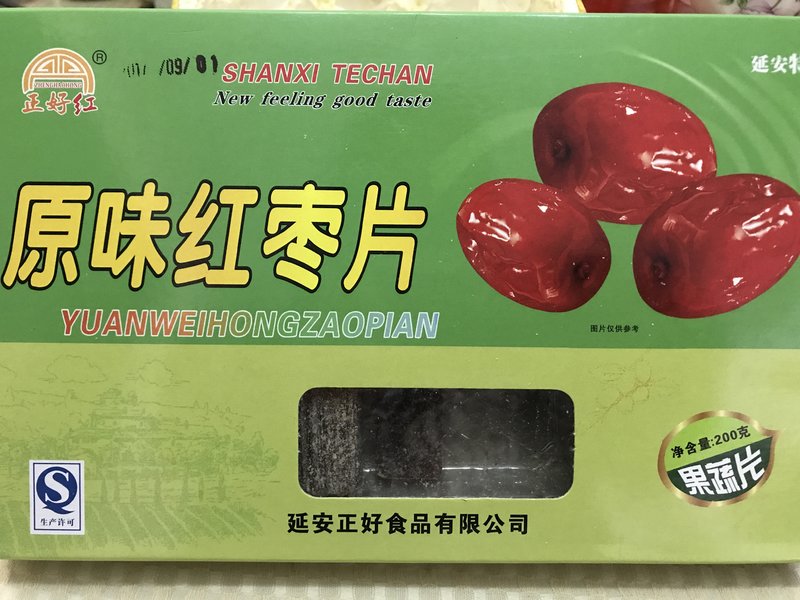 ZHENGHAOHONG
正好红
®
/09/01
SHANXI TECHAN
New feeling good taste
延安特
原味红枣片
YUANWEIHONGZAOPIAN
图片仅供参考
净含量:200克
果蔬片
生产许可
延安正好食品有限公司